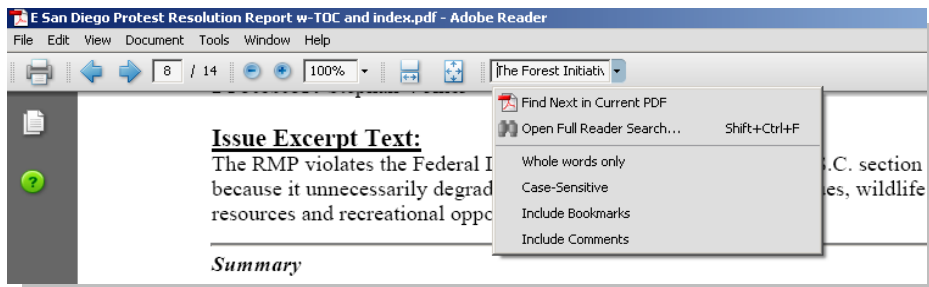 E San Diego Protest Resolution Report w-TOC and index.pdf - Adobe Reader
File Edit View Document Tools Window Help
8 / 14 100% The Forest Initiativ
Find Next in Current PDF
Open Full Reader Search... Shift+Ctrl+F
Whole words only
Case-Sensitive
Include Bookmarks
Include Comments
Issue Excerpt Text:
The RMP violates the Federal .C. section
because it unnecessarily degrad es, wildlife
resources and recreational oppo
Summary